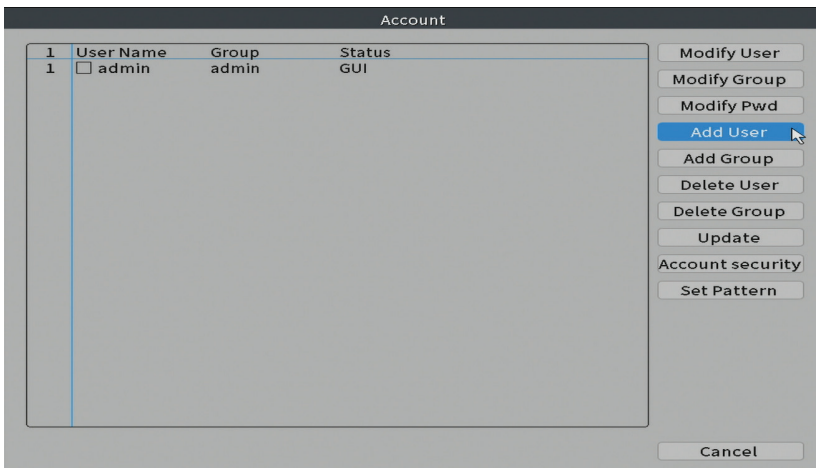 Account
1 User Name Group Status
1 admin admin GUI
Modify User
Modify Group
Modify Pwd
Add User
Add Group
Delete User
Delete Group
Update
Account security
Set Pattern
Cancel